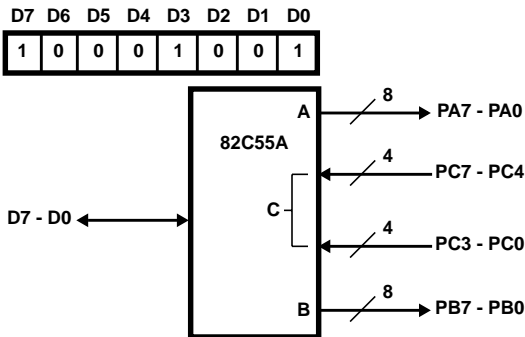 D7 D6 D5 D4 D3 D2 D1 D0
1 0 0 0 1 0 0 1
A 8 PA7 - PA0
82C55A
4 PC7 - PC4
C
D7 - D0
4 PC3 - PC0
B 8 PB7 - PB0